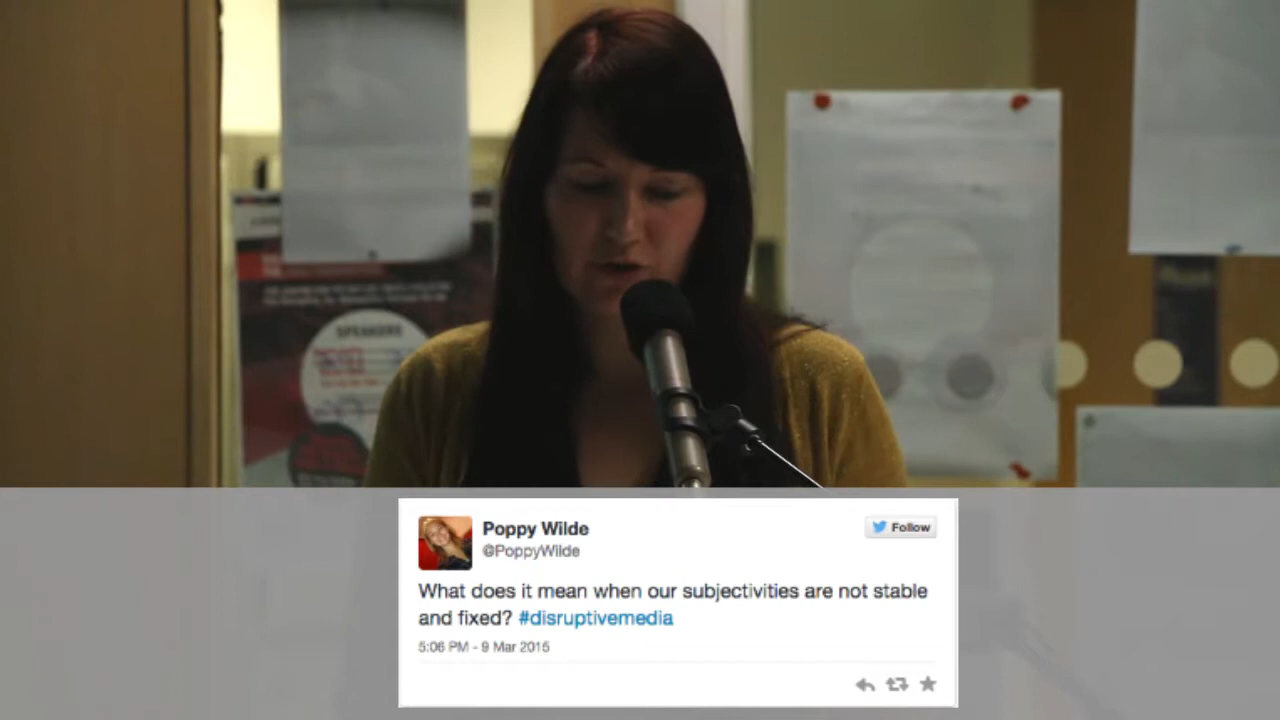 SPEAKERS
Poppy Wilde
@PoppyWilde
Follow
What does it mean when our subjectivities are not stable
and fixed? #disruptivemedia
5:06 PM - 9 Mar 2015